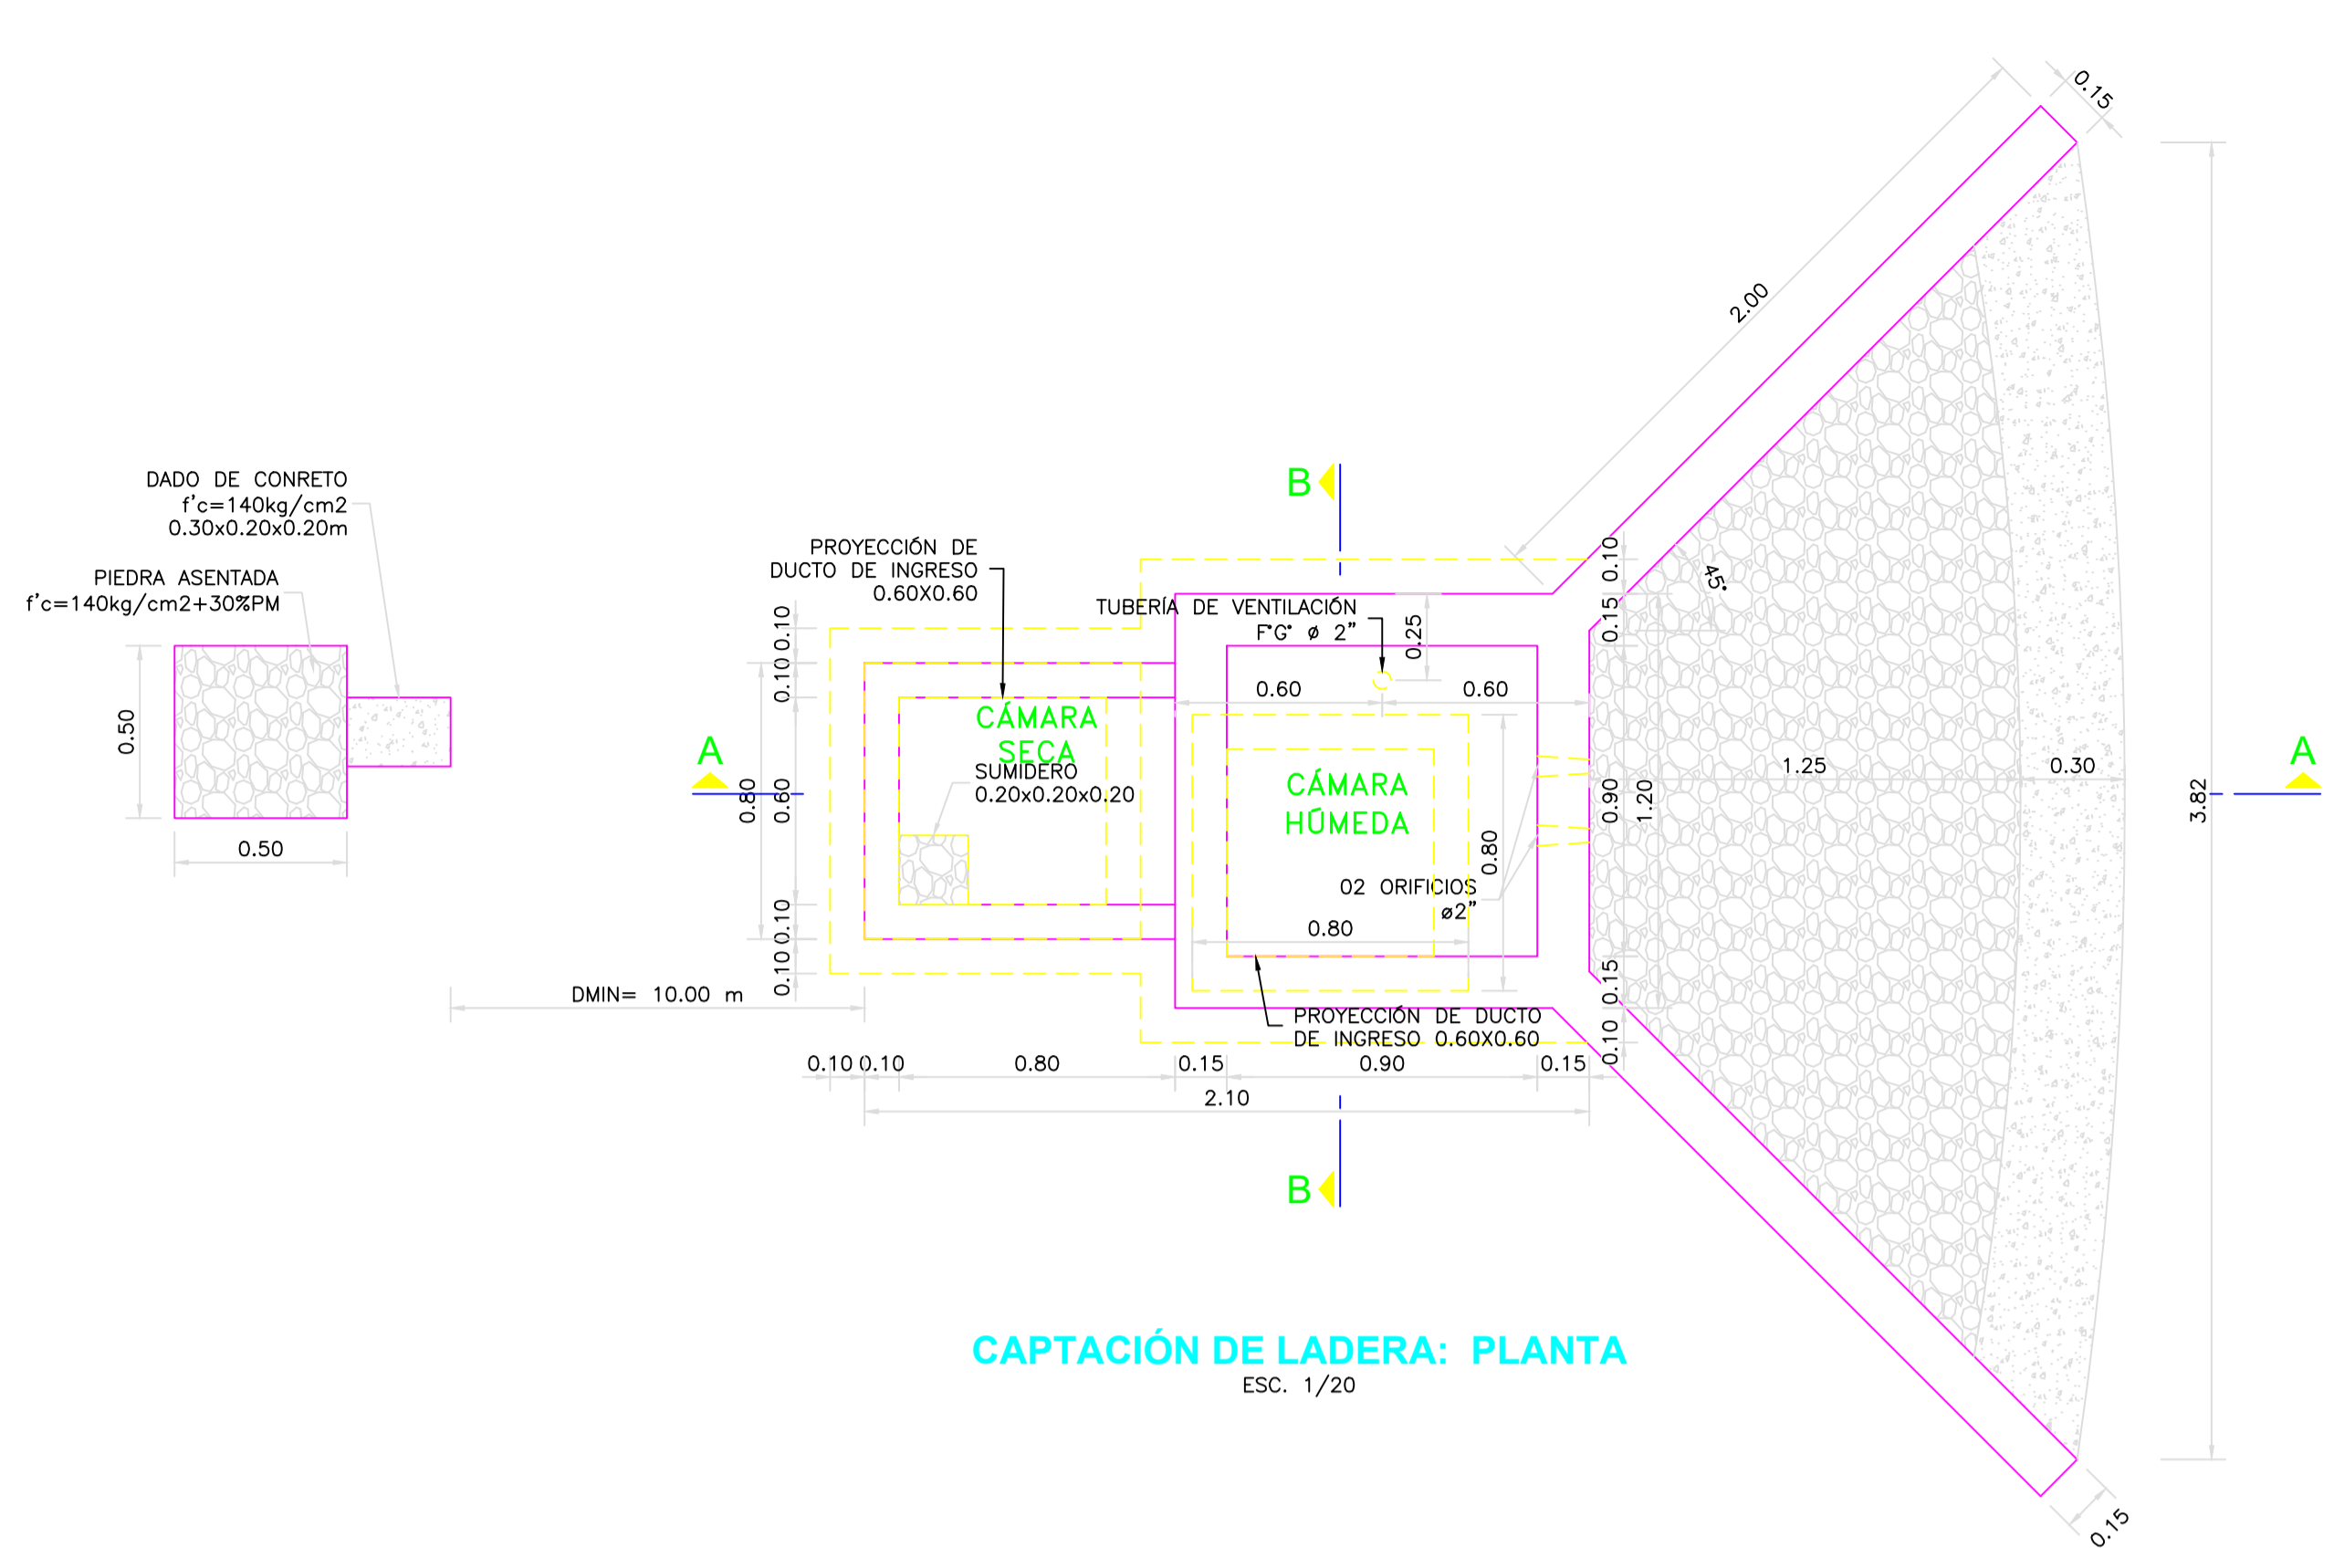 0.15
2.00
B
DADO DE CONRETO
f'c=140kg/cm2
0.30x0.20x0.20m
PIEDRA ASENTADA
f'c=140kg/cm2+30%PM
0.50
0.50
PROYECCIÓN DE
DUCTO DE INGRESO
0.60X0.60
TUBERÍA DE VENTILACIÓN
F°G° ø 2"
0.25
0.60
0.60
0.10
0.15
45°
0.10
0.10
0.80
0.60
0.10
0.10
A
CÁMARA
SECA
SUMIDERO
0.20x0.20x0.20
CÁMARA
HÚMEDA
0.80
02 ORIFICIOS
ø2"
0.80
0.90
1.20
1.25
0.30
3.82
A
0.15
0.10
DMIN= 10.00 m
PROYECCIÓN DE DUCTO
DE INGRESO 0.60X0.60
0.10
0.10
0.80
0.15
0.90
0.15
2.10
B
CAPTACIÓN DE LADERA: PLANTA
ESC. 1/20
0.15